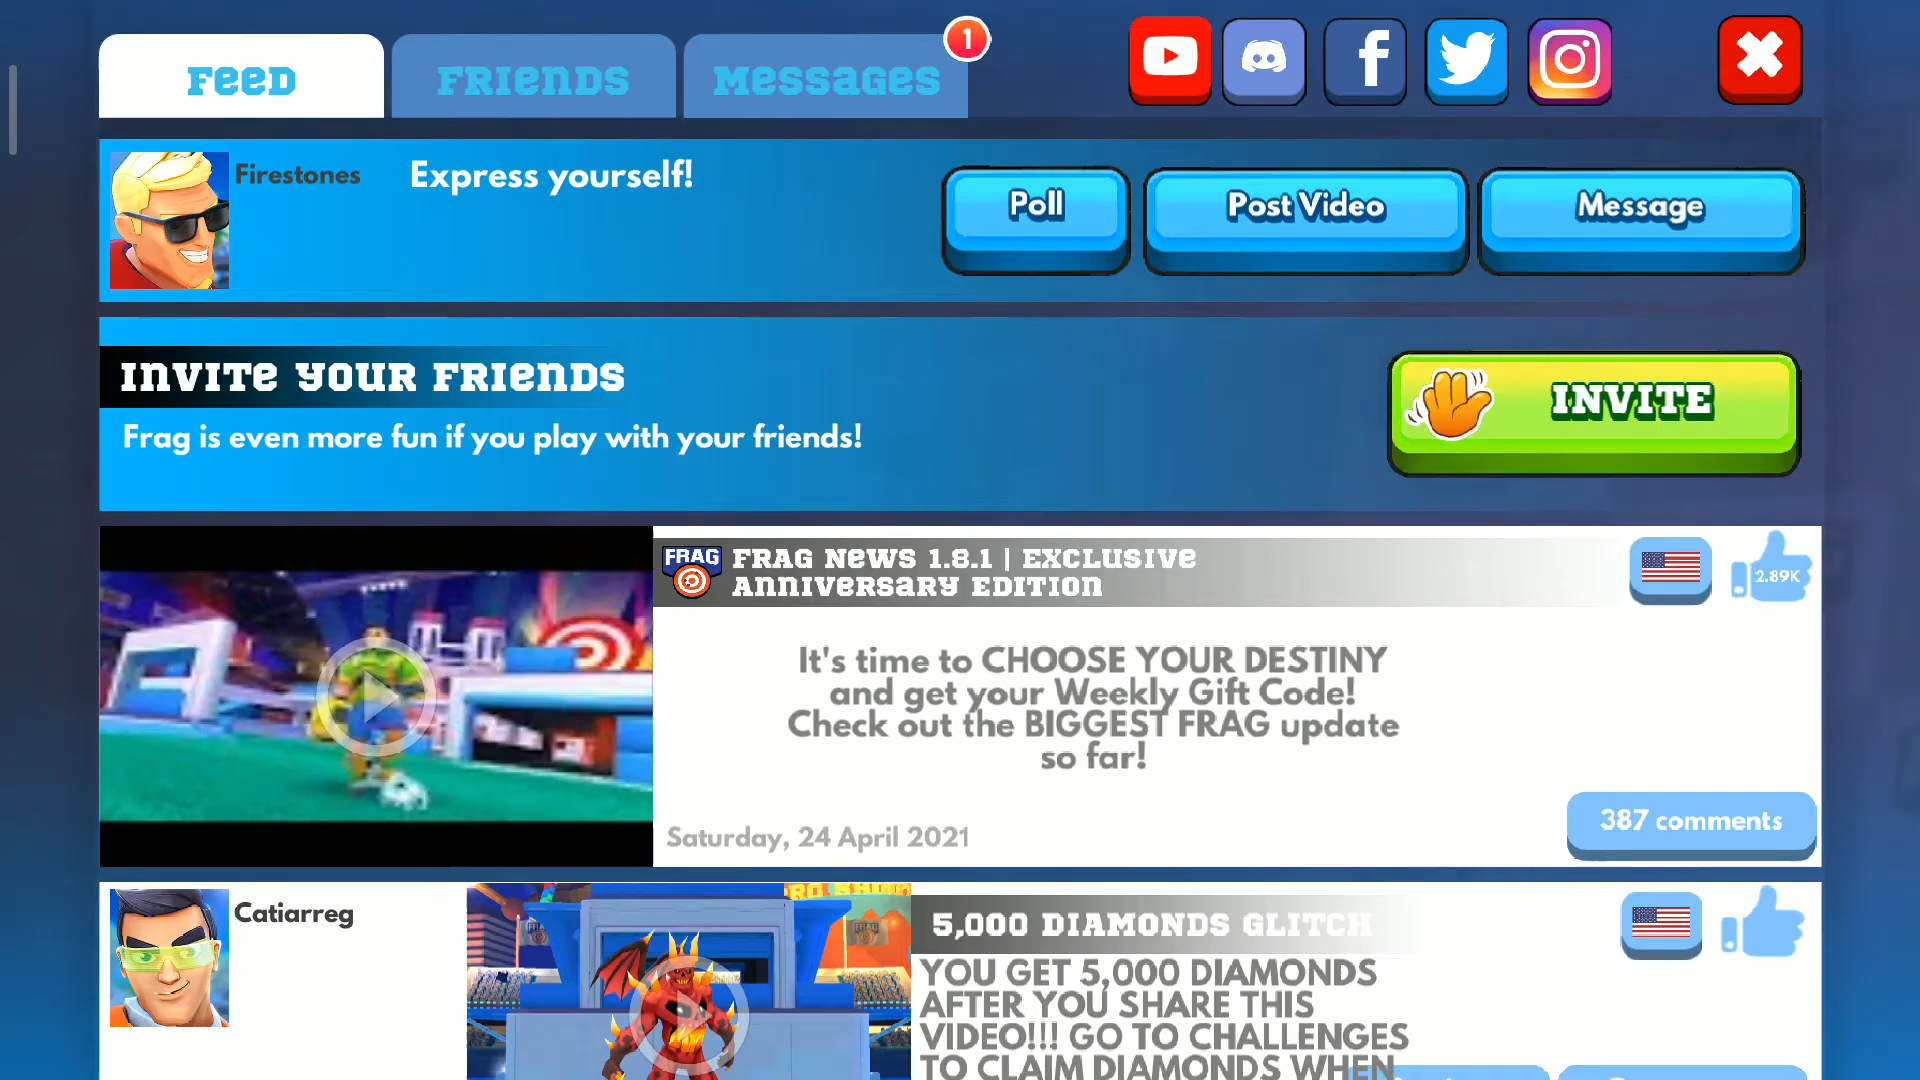 FEED
FRIENDS
MESSAGES
1
Firestones
Express yourself!
Poll
Post Video
Message
INVITE YOUR FRIENDS
Frag is even more fun if you play with your friends!
INVITE
FRAG
FRAG NEWS 1.8.1 | EXCLUSIVE
ANNIVERSARY EDITION
2.89K
It's time to CHOOSE YOUR DESTINY
and get your Weekly Gift Code!
Check out the BIGGEST FRAG update
so far!
Saturday, 24 April 2021
387 comments
Catiarreg
5,000 DIAMONDS GLITCH
YOU GET 5,000 DIAMONDS
AFTER YOU SHARE THIS
VIDEO!!! GO TO CHALLENGES
TO CLAIM DIAMONDS WHEN